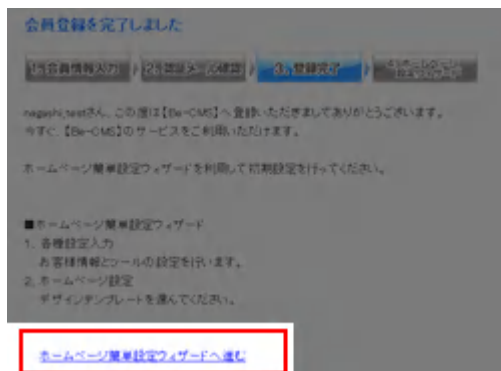 会員登録を完了しました
1、会員情報入力
2、認証メール確認
3、登録完了
nagashi_testさん、この度は【Be-CMS】へ登録いただきましてありがとうございます。
今すぐ、【Be-CMS】のサービスをご利用いただけます。
ホームページ簡単設定ウィザードを利用して初期設定を行ってください。
■ホームページ簡単設定ウィザード
1. 各種設定入力
お客様情報とツールの設定を行います。
2. ホームページ設定
デザインテンプレートを選んでください。
ホームページ簡単設定ウィザードへ進む